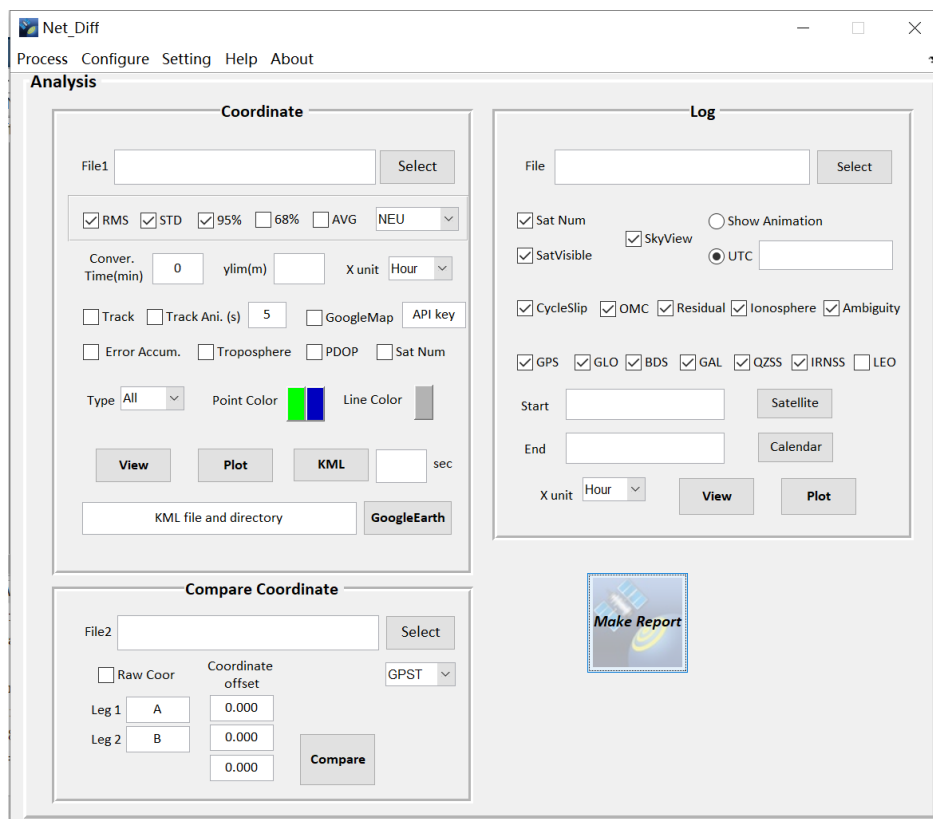 Net_Diff
Process Configure Setting Help About
Analysis
Coordinate
File1 Select
RMS STD 95% 68% AVG NEU
Conver.
Time(min) 0 ylim(m) X unit Hour
Track Track Ani. (s) 5 GoogleMap API key
Error Accum. Troposphere PDOP Sat Num
Type All Point Color Line Color
View Plot KML sec
KML file and directory GoogleEarth
Compare Coordinate
File2 Select
Raw Coor Coordinate
offset GPST
Leg 1 A 0.000
Leg 2 B 0.000
0.000 Compare
Log
File Select
Sat Num Show Animation
SkyView
SatVisible UTC
CycleSlip OMC Residual Ionosphere Ambiguity
GPS GLO BDS GAL QZSS IRNSS LEO
Start Satellite
End Calendar
X unit Hour View Plot
Make Report